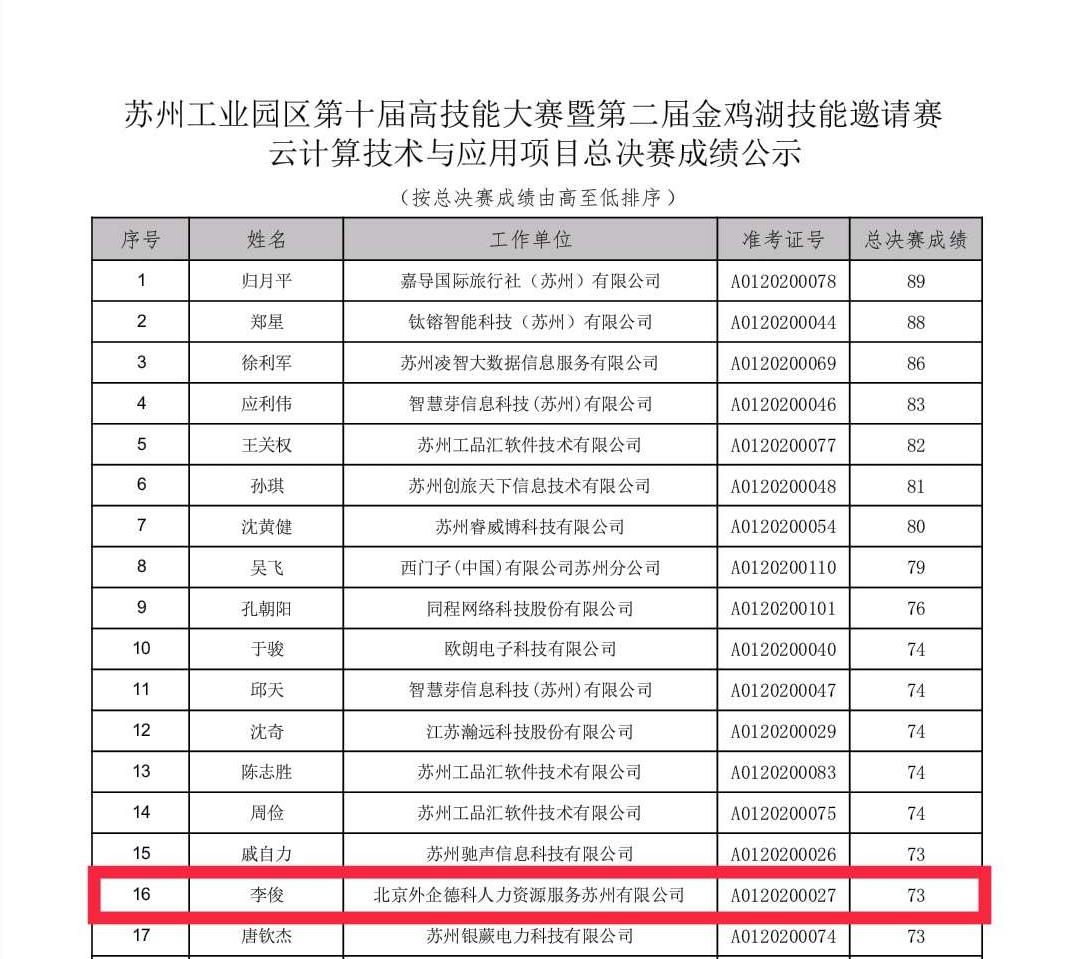 苏州工业园区第十届高技能大赛暨第二届金鸡湖技能邀请赛
云计算技术与应用项目总决赛成绩公示
（按总决赛成绩由高至低排序）
序号 姓名 工作单位 准考证号 总决赛成绩
1 归月平 嘉导国际旅行社（苏州）有限公司 A0120200078 89
2 郑星 钛镕智能科技（苏州）有限公司 A0120200044 88
3 徐利军 苏州凌智大数据信息服务有限公司 A0120200069 86
4 应利伟 智慧芽信息科技(苏州)有限公司 A0120200046 83
5 王关权 苏州工品汇软件技术有限公司 A0120200077 82
6 孙琪 苏州创旅天下信息技术有限公司 A0120200048 81
7 沈黄健 苏州睿威博科技有限公司 A0120200054 80
8 吴飞 西门子(中国)有限公司苏州分公司 A0120200110 79
9 孔朝阳 同程网络科技股份有限公司 A0120200101 76
10 于骏 欧朗电子科技有限公司 A0120200040 74
11 邱天 智慧芽信息科技(苏州)有限公司 A0120200047 74
12 沈奇 江苏瀚远科技股份有限公司 A0120200029 74
13 陈志胜 苏州工品汇软件技术有限公司 A0120200083 74
14 周俭 苏州工品汇软件技术有限公司 A0120200075 74
15 戚自力 苏州驰声信息科技有限公司 A0120200026 73
16 李俊 北京外企德科人力资源服务苏州有限公司 A0120200027 73
17 唐钦杰 苏州银蕨电力科技有限公司 A0120200074 73